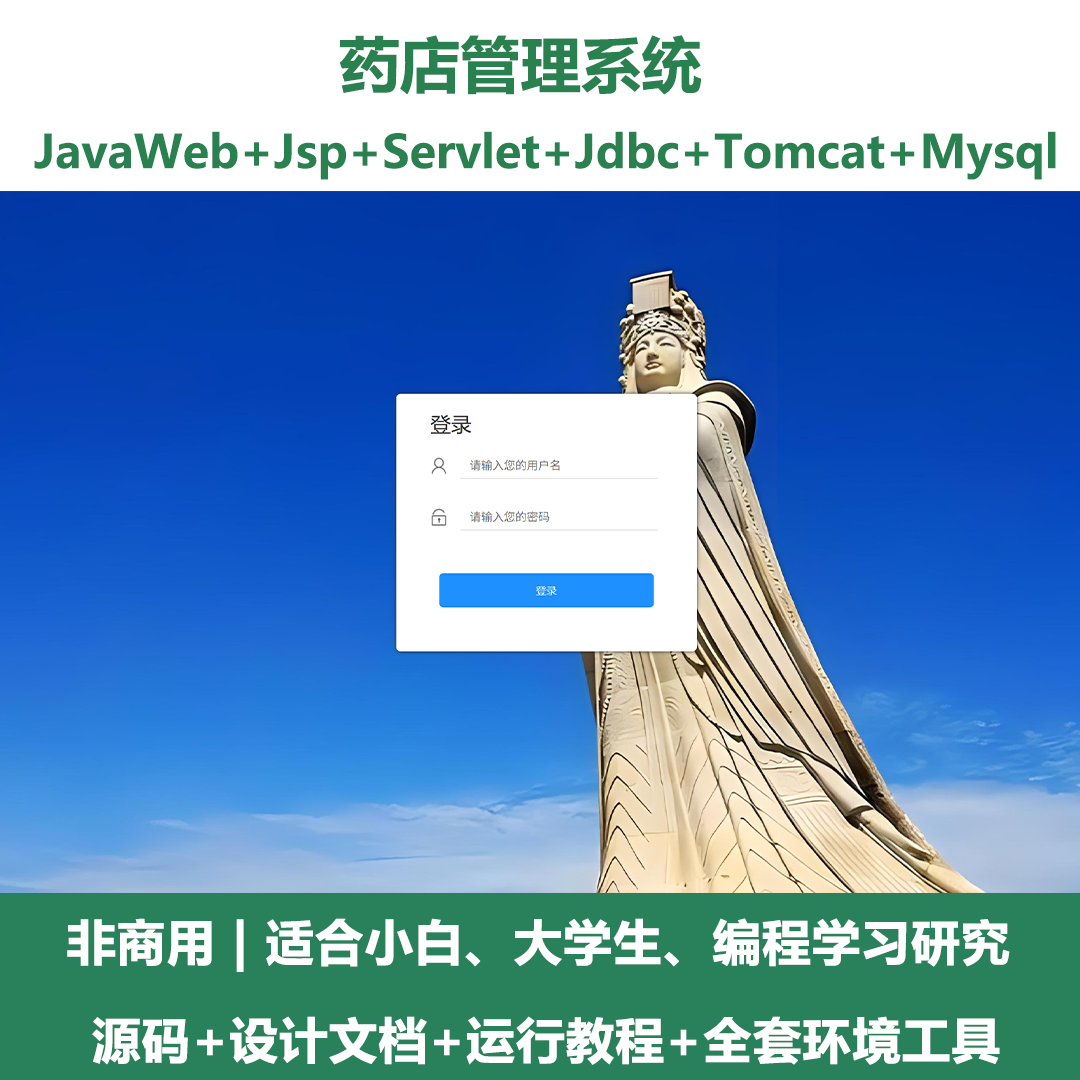 药店管理系统
JavaWeb+Jsp+Servlet+Jdbc+Tomcat+Mysql
登录
请输入您的用户名
请输入您的密码
登录
非商用 | 适合小白、大学生、编程学习研究
源码+设计文档+运行教程+全套环境工具